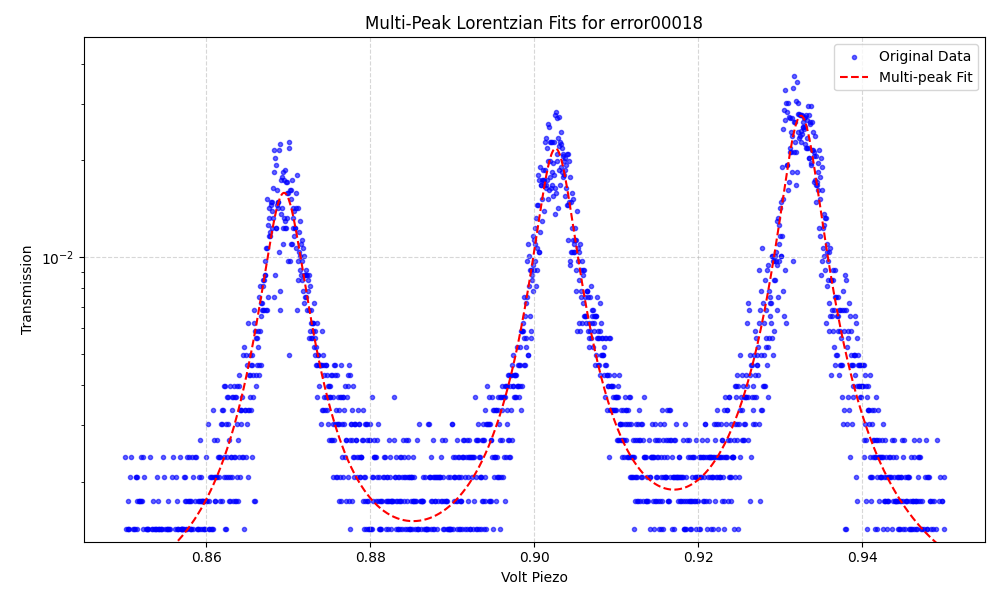 Multi-Peak Lorentzian Fits for error00018
Original Data
Multi-peak Fit
Transmission
10⁻²
0.86 0.88 0.90 0.92 0.94
Volt Piezo